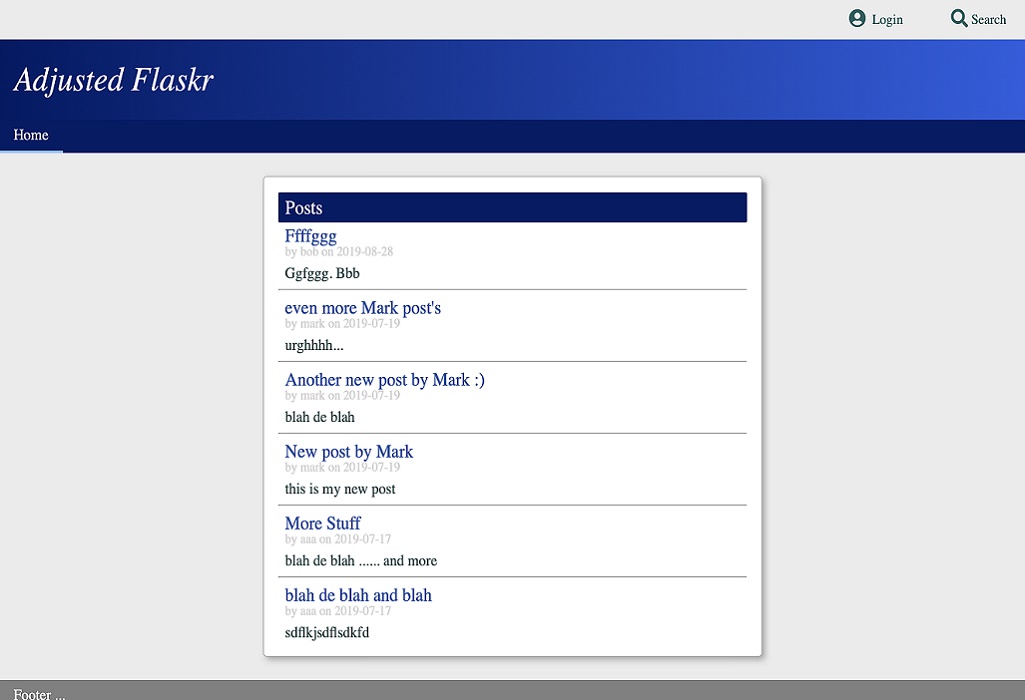 Login
Search
Adjusted Flaskr
Home
Posts
Ffffggg
by bob on 2019-08-28
Ggfggg. Bbb
even more Mark post's
by mark on 2019-07-19
urghhhh...
Another new post by Mark :)
by mark on 2019-07-19
blah de blah
New post by Mark
by mark on 2019-07-19
this is my new post
More Stuff
by aaa on 2019-07-17
blah de blah ...... and more
blah de blah and blah
by aaa on 2019-07-17
sdflkjsdflsdkfd
Footer ...